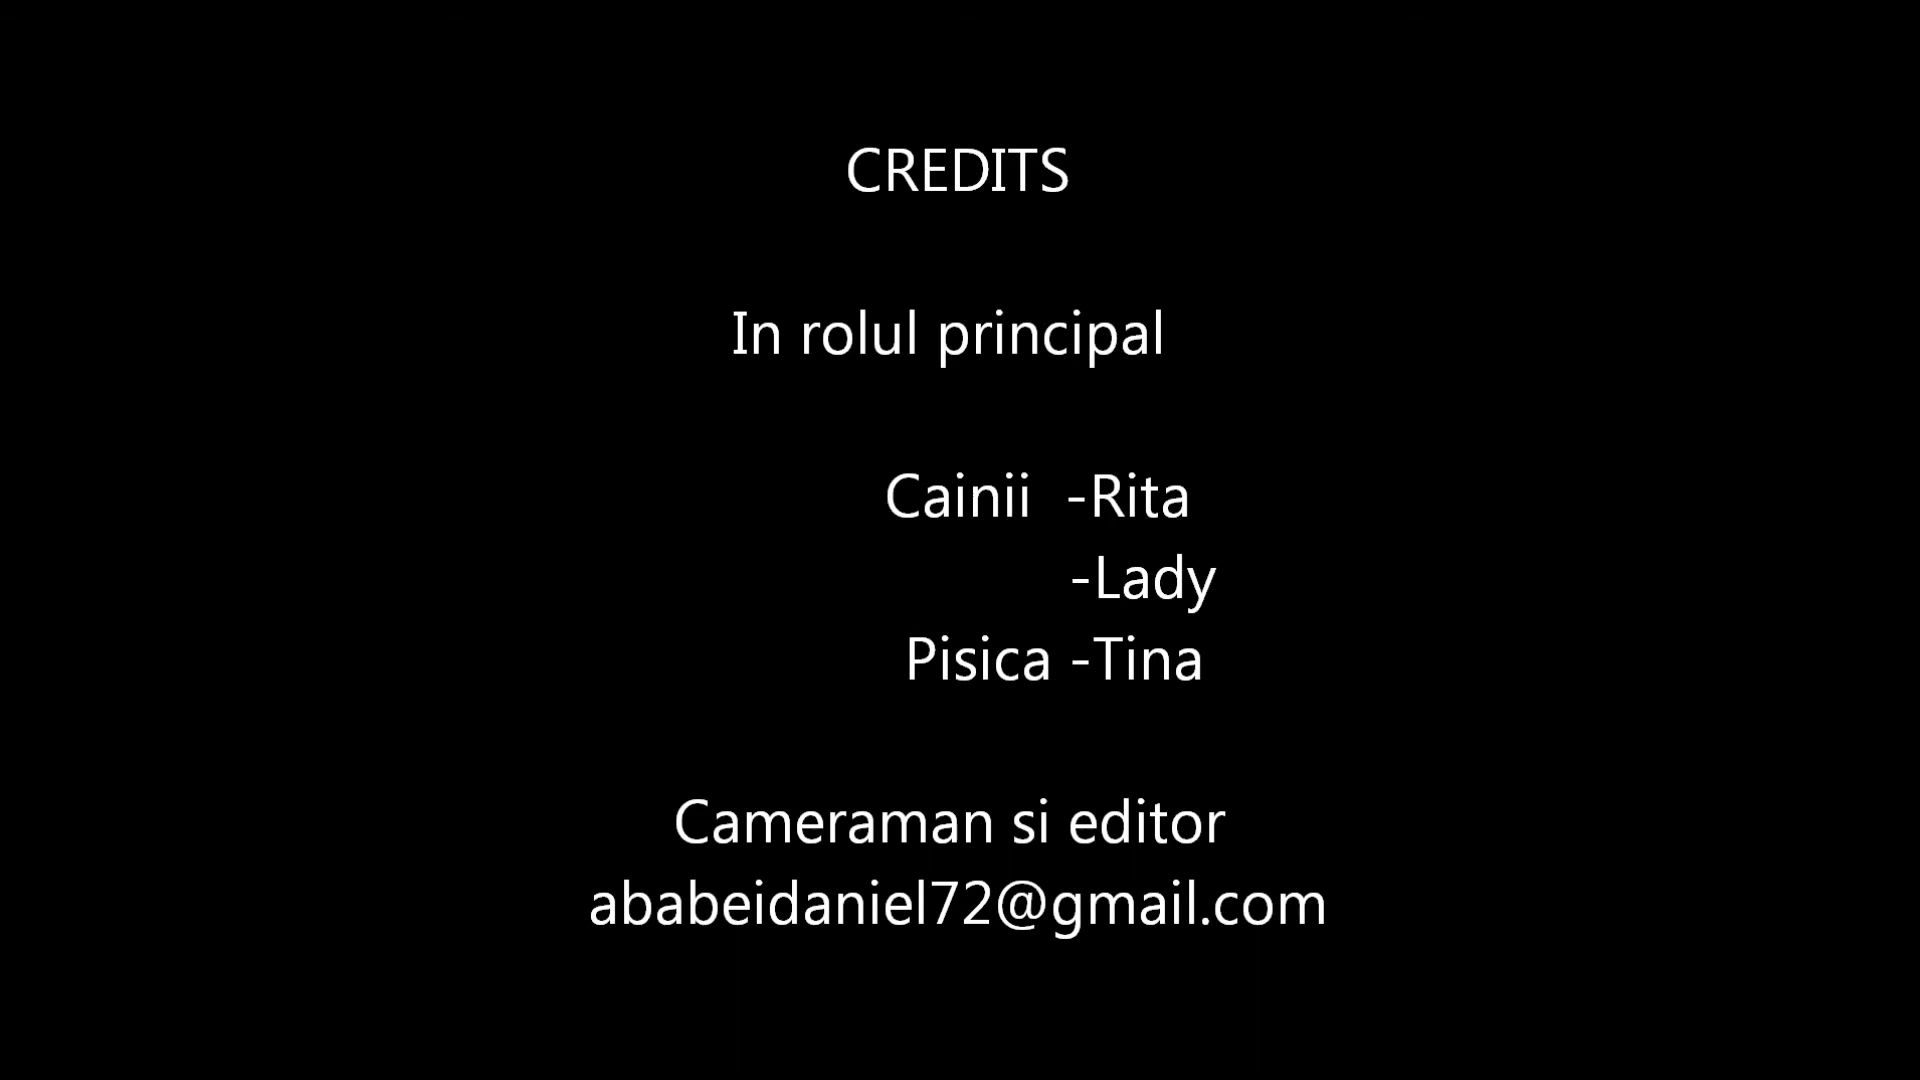 CREDITS
In rolul principal
Cainii -Rita
-Lady
Pisica -Tina
Cameraman si editor
ababeidaniel72@gmail.com